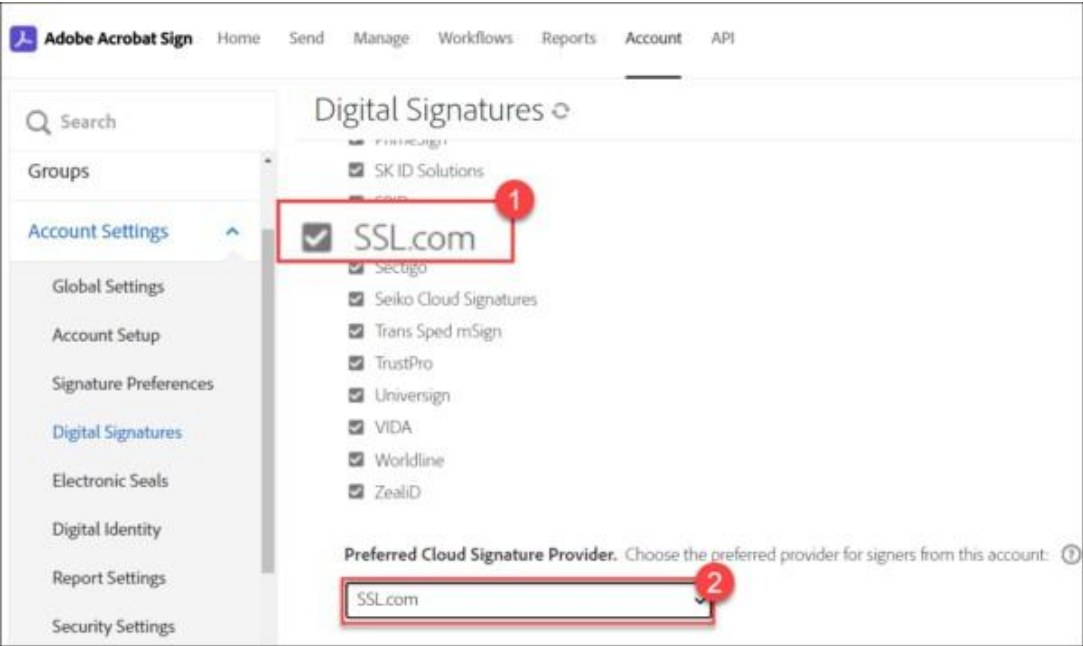 Adobe Acrobat Sign Home Send Manage Workflows Reports Account API
Search
Groups
Account Settings
Global Settings
Account Setup
Signature Preferences
Digital Signatures
Electronic Seals
Digital Identity
Report Settings
Security Settings
Digital Signatures
PrimeSign
SK ID Solutions
SPID
1
SSL.com
Sectigo
Seiko Cloud Signatures
Trans Sped mSign
TrustPro
Universign
VIDA
Worldline
ZealiD
Preferred Cloud Signature Provider. Choose the preferred provider for signers from this account: ?
2
SSL.com